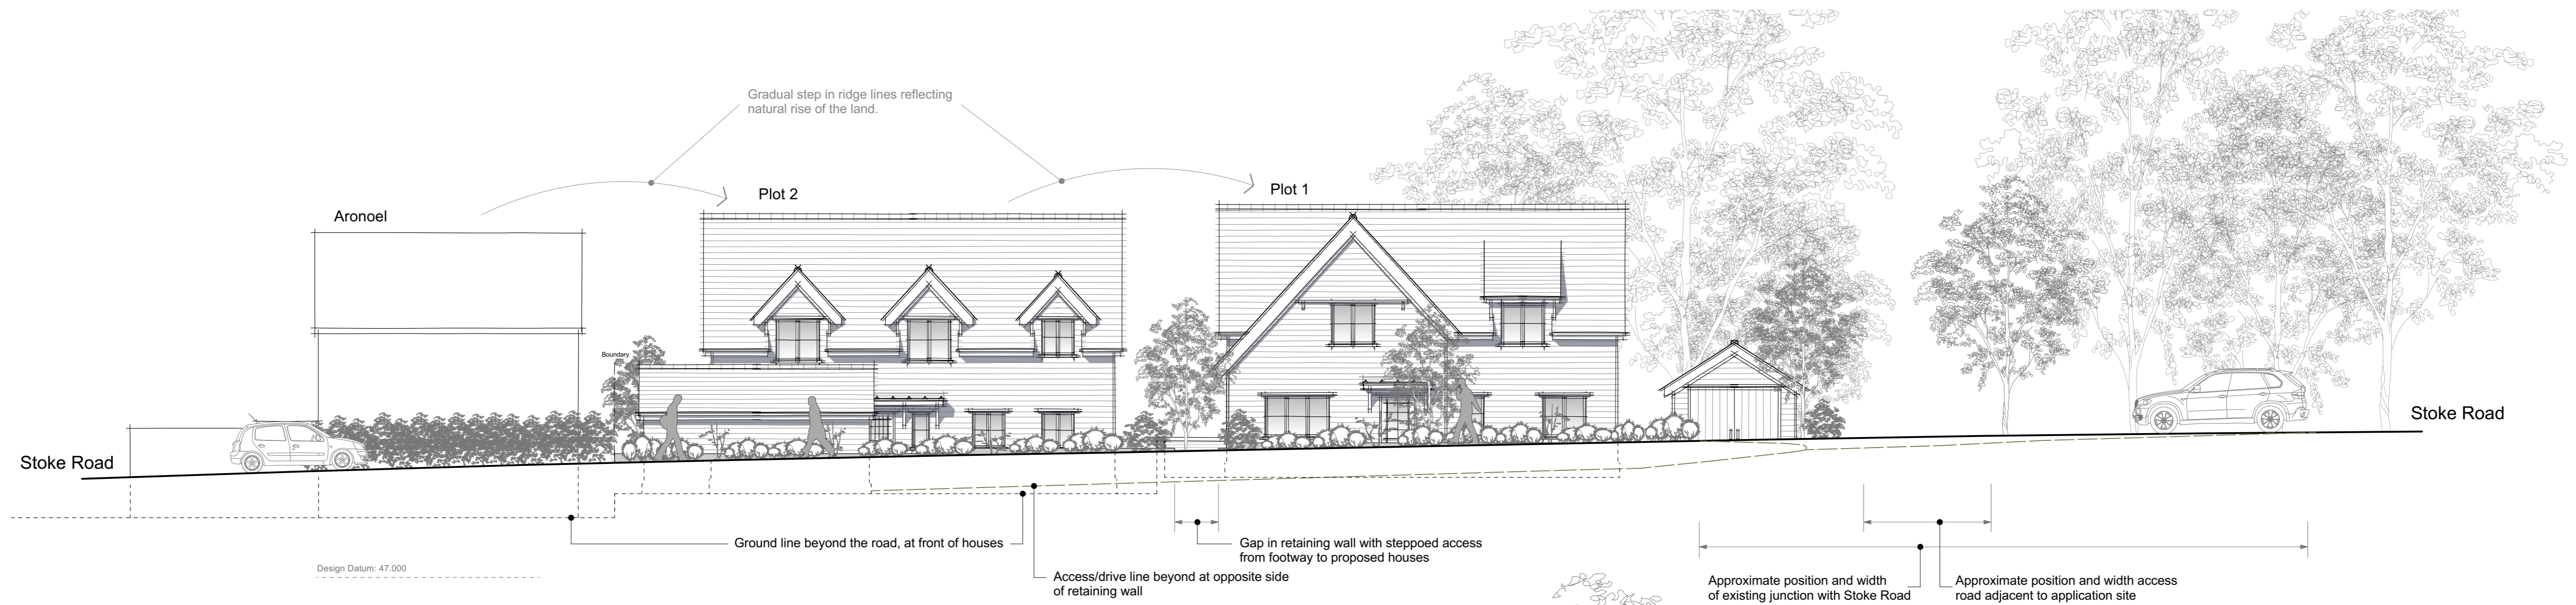 Gradual step in ridge lines reflecting
natural rise of the land.
Plot 2
Plot 1
Aronoel
Boundary
Stoke Road
Stoke Road
Ground line beyond the road, at front of houses
Gap in retaining wall with steppoed access
from footway to proposed houses
Design Datum: 47.000
Access/drive line beyond at opposite side
of retaining wall
Approximate position and width
of existing junction with Stoke Road
Approximate position and width access
road adjacent to application site